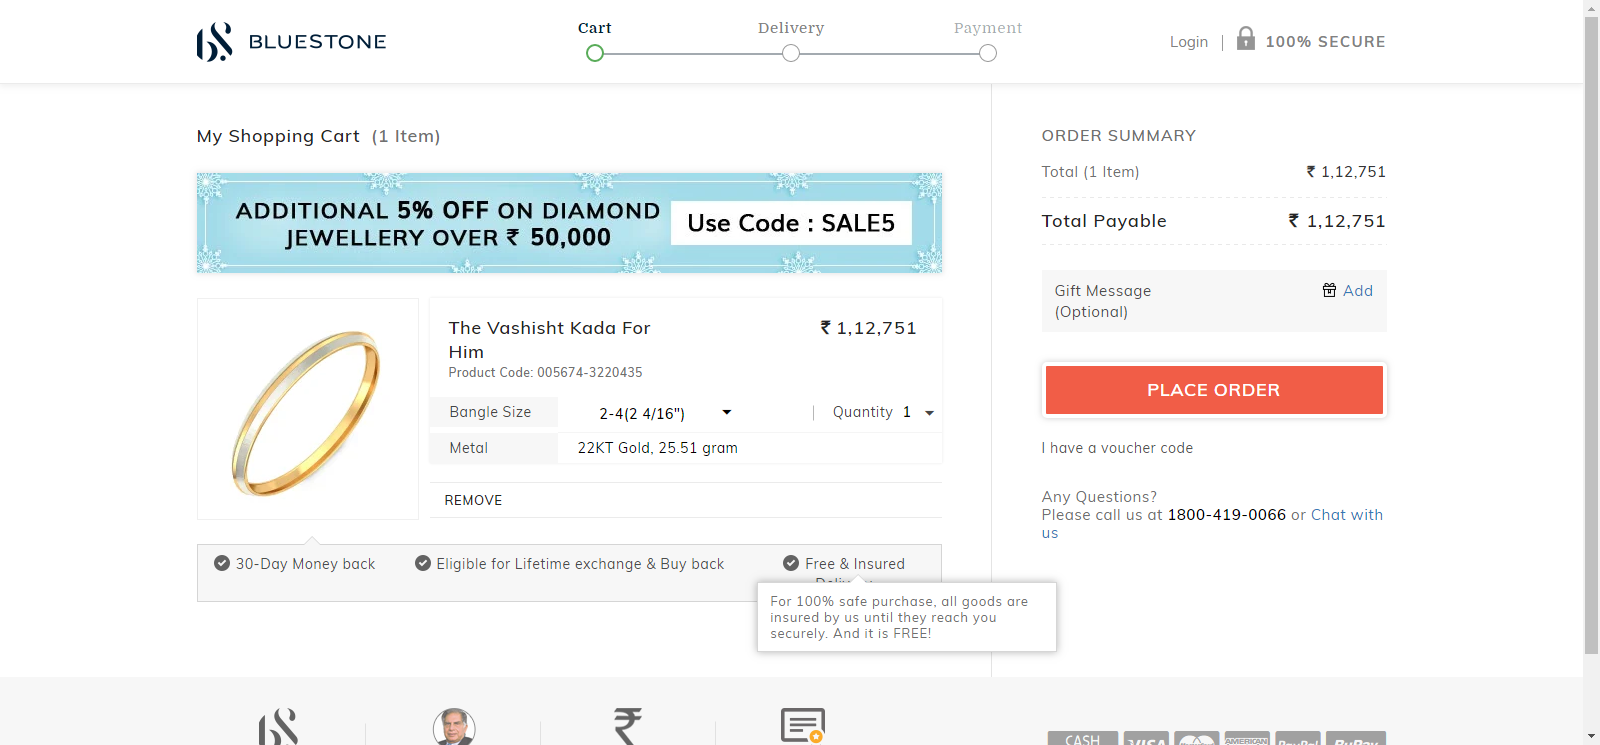 BLUESTONE
Cart
Delivery
Payment
Login
100% SECURE
My Shopping Cart (1 Item)
ADDITIONAL 5% OFF ON DIAMOND
JEWELLERY OVER ₹ 50,000
Use Code : SALE5
The Vashisht Kada For
Him
₹ 1,12,751
Product Code: 005674-3220435
Bangle Size
2-4(2 4/16")
Quantity 1
Metal
22KT Gold, 25.51 gram
REMOVE
30-Day Money back
Eligible for Lifetime exchange & Buy back
Free & Insured
Delivery
For 100% safe purchase, all goods are
insured by us until they reach you
securely. And it is FREE!
ORDER SUMMARY
Total (1 Item) ₹ 1,12,751
Total Payable ₹ 1,12,751
Gift Message
(Optional)
Add
PLACE ORDER
I have a voucher code
Any Questions?
Please call us at 1800-419-0066 or Chat with
us
CASH
VISA
AMERICAN
PayPal
RuPay